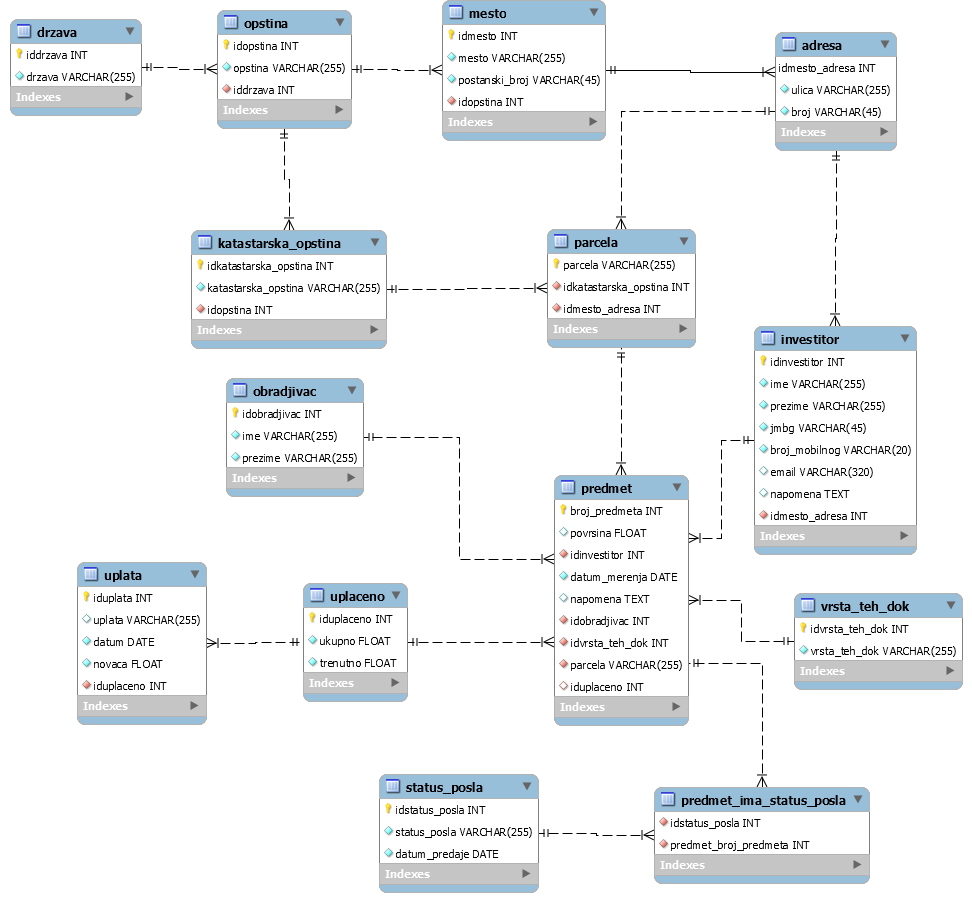 drzava
iddrzava INT
drzava VARCHAR(255)
Indexes
opstina
idopstina INT
opstina VARCHAR(255)
iddrzava INT
Indexes
mesto
idmesto INT
mesto VARCHAR(255)
postanski_broj VARCHAR(45)
idopstina INT
Indexes
adresa
idmesto_adresa INT
ulica VARCHAR(255)
broj VARCHAR(45)
Indexes
katastarska_opstina
idkatastarska_opstina INT
katastarska_opstina VARCHAR(255)
idopstina INT
Indexes
parcela
parcela VARCHAR(255)
idkatastarska_opstina INT
idmesto_adresa INT
Indexes
investitor
idinvestitor INT
ime VARCHAR(255)
prezime VARCHAR(255)
jmbg VARCHAR(45)
broj_mobilnog VARCHAR(20)
email VARCHAR(320)
napomena TEXT
idmesto_adresa INT
Indexes
obradjivac
idobradjivac INT
ime VARCHAR(255)
prezime VARCHAR(255)
Indexes
predmet
broj_predmeta INT
povrsina FLOAT
idinvestitor INT
datum_merenja DATE
napomena TEXT
idobradjivac INT
idvrsta_teh_dok INT
parcela VARCHAR(255)
iduplaceno INT
Indexes
uplata
iduplata INT
uplata VARCHAR(255)
datum DATE
novaca FLOAT
iduplaceno INT
Indexes
uplaceno
iduplaceno INT
ukupno FLOAT
trenutno FLOAT
Indexes
vrsta_teh_dok
idvrsta_teh_dok INT
vrsta_teh_dok VARCHAR(255)
Indexes
status_posla
idstatus_posla INT
status_posla VARCHAR(255)
datum_predaje DATE
Indexes
predmet_ima_status_posla
idstatus_posla INT
predmet_broj_predmeta INT
Indexes